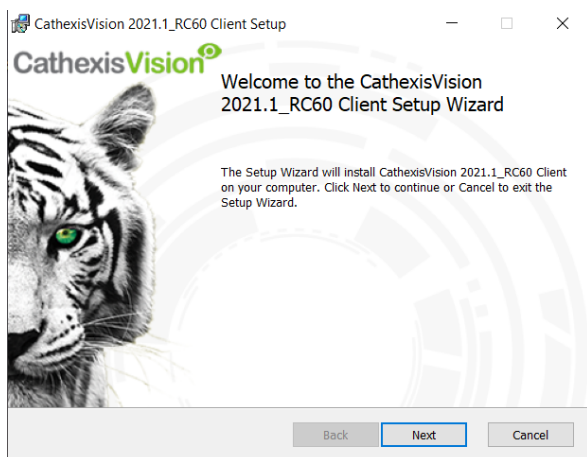 CathexisVision 2021.1_RC60 Client Setup
CathexisVision
Welcome to the CathexisVision
2021.1_RC60 Client Setup Wizard
The Setup Wizard will install CathexisVision 2021.1_RC60 Client
on your computer. Click Next to continue or Cancel to exit the
Setup Wizard.
Back Next Cancel